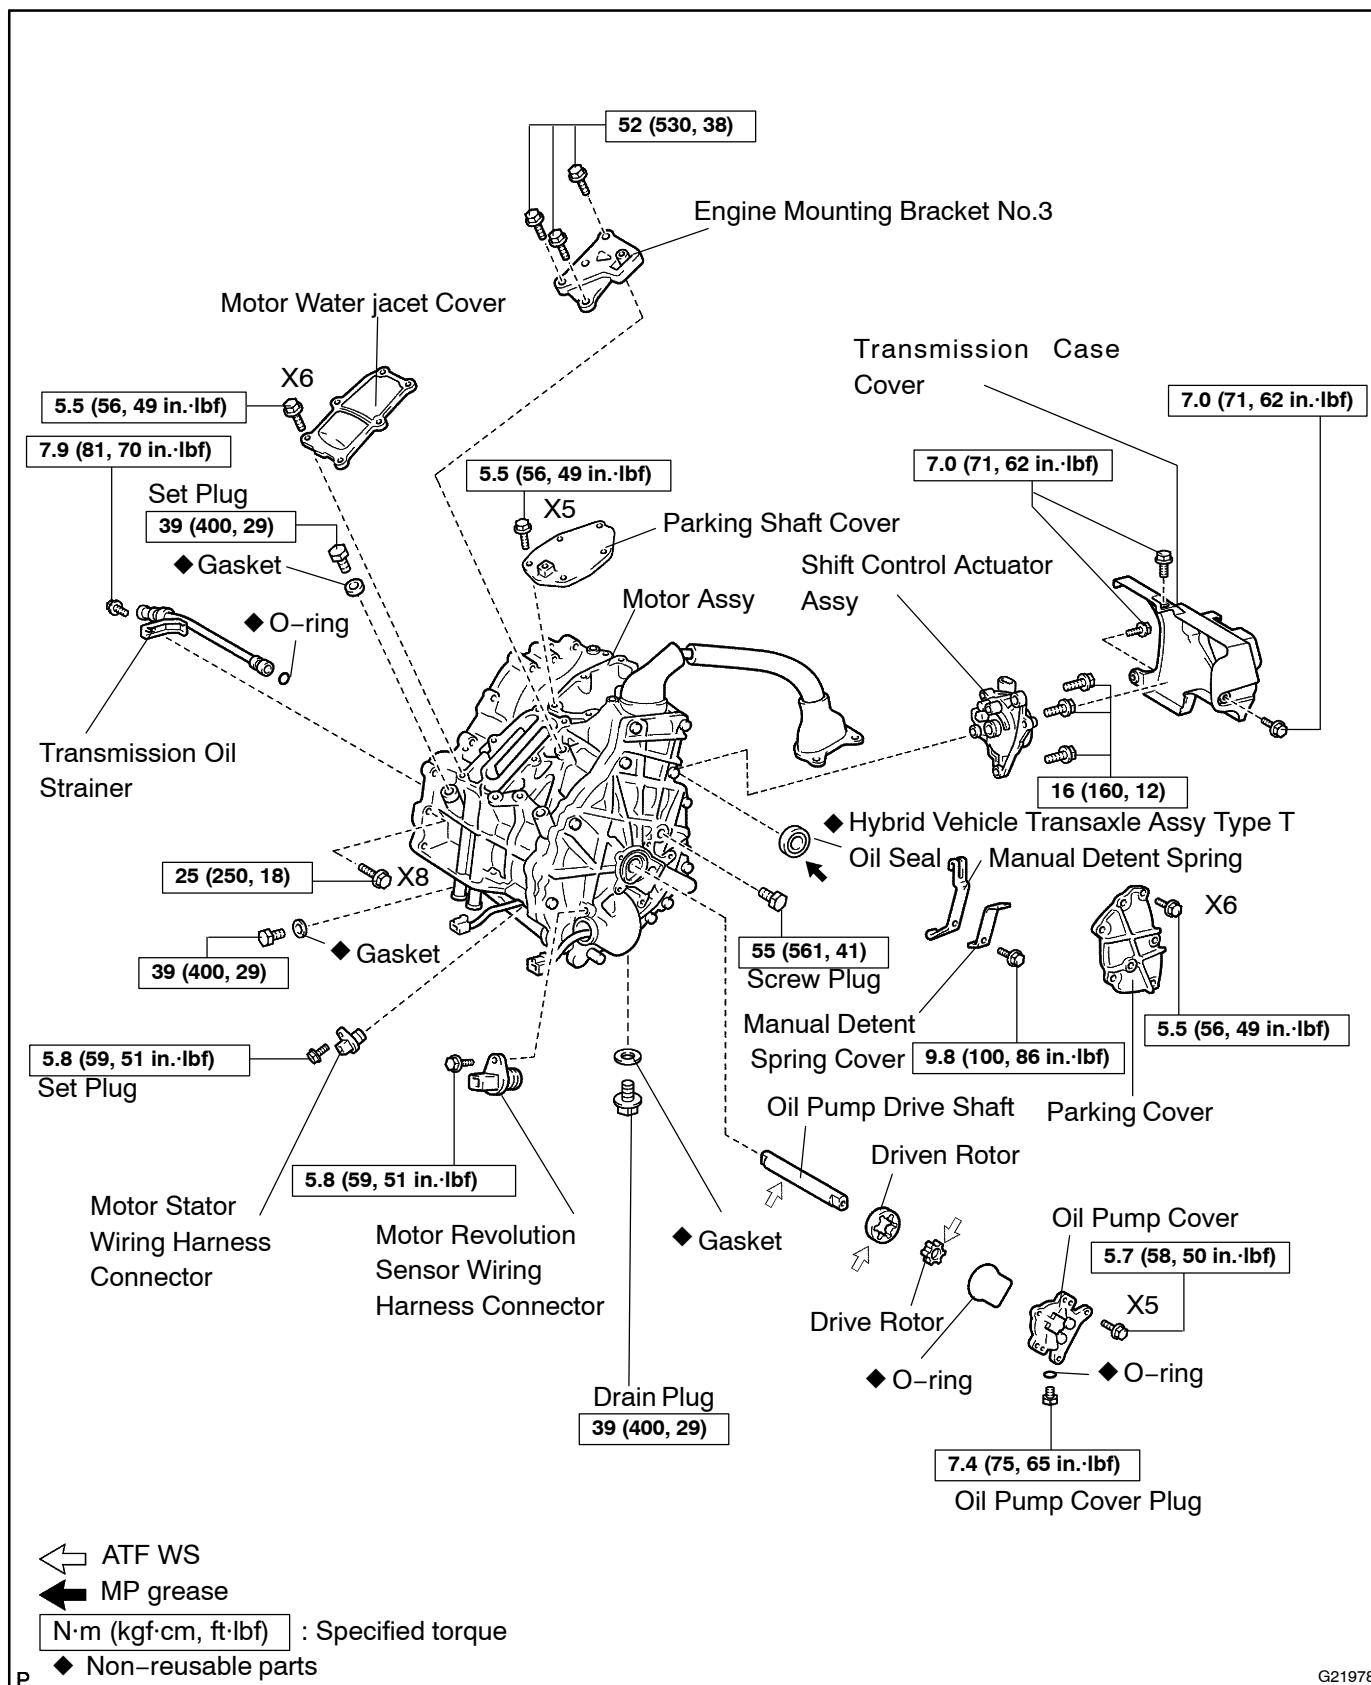 52 (530, 38)
Engine Mounting Bracket No.3
Motor Water jacet Cover
Transmission Case
Cover
X6
5.5 (56, 49 in.·lbf)
7.0 (71, 62 in.·lbf)
7.9 (81, 70 in.·lbf)
5.5 (56, 49 in.·lbf)
7.0 (71, 62 in.·lbf)
Set Plug
39 (400, 29)
X5
Parking Shaft Cover
◆ Gasket
Shift Control Actuator
Assy
Motor Assy
◆ O-ring
Transmission Oil
Strainer
16 (160, 12)
◆ Hybrid Vehicle Transaxle Assy Type T
Oil Seal
Manual Detent Spring
25 (250, 18)
X8
X6
◆ Gasket
39 (400, 29)
55 (561, 41)
Screw Plug
Manual Detent
Spring Cover
9.8 (100, 86 in.·lbf)
5.5 (56, 49 in.·lbf)
5.8 (59, 51 in.·lbf)
Set Plug
Oil Pump Drive Shaft
Parking Cover
5.8 (59, 51 in.·lbf)
Driven Rotor
Motor Stator
Wiring Harness
Connector
Motor Revolution
Sensor Wiring
Harness Connector
◆ Gasket
Oil Pump Cover
5.7 (58, 50 in.·lbf)
X5
Drive Rotor
◆ O-ring
◆ O-ring
Drain Plug
39 (400, 29)
7.4 (75, 65 in.·lbf)
Oil Pump Cover Plug
ATF WS
MP grease
N·m (kgf·cm, ft·lbf) : Specified torque
◆ Non-reusable parts
P
G21978